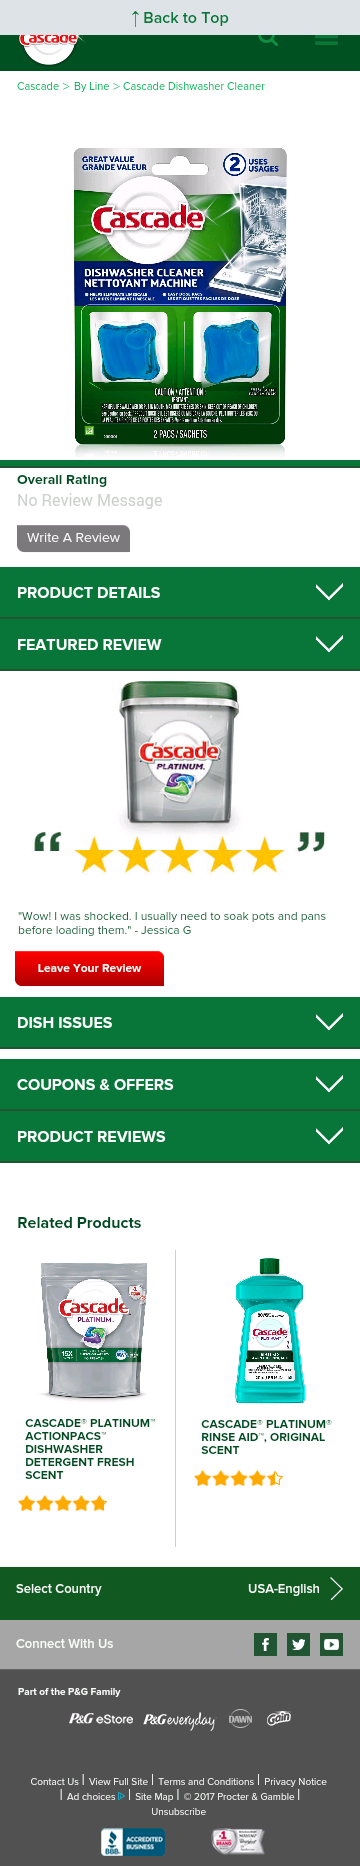 ↑ Back to Top
Cascade
Cascade > By Line > Cascade Dishwasher Cleaner
GREAT VALUE
GRANDE VALEUR
2 USES
USAGES
Cascade
DISHWASHER CLEANER
NETTOYANT MACHINE
CAUTION / ATTENTION
2 PACS / SACHETS
Overall Rating
No Review Message
Write A Review
PRODUCT DETAILS
FEATURED REVIEW
Cascade
PLATINUM.
“ ”
"Wow! I was shocked. I usually need to soak pots and pans
before loading them." - Jessica G
Leave Your Review
DISH ISSUES
COUPONS & OFFERS
PRODUCT REVIEWS
Related Products
Cascade
PLATINUM.
15X
CASCADE® PLATINUM™
ACTIONPACS™
DISHWASHER
DETERGENT FRESH
SCENT
Cascade
CASCADE® PLATINUM®
RINSE AID™, ORIGINAL
SCENT
Select Country
USA-English
Connect With Us
Part of the P&G Family
P&G eStore
P&G everyday
DAWN
Gain
Contact Us | View Full Site | Terms and Conditions | Privacy Notice
| Ad choices | Site Map | © 2017 Procter & Gamble |
Unsubscribe
BBB
ACCREDITED
BUSINESS